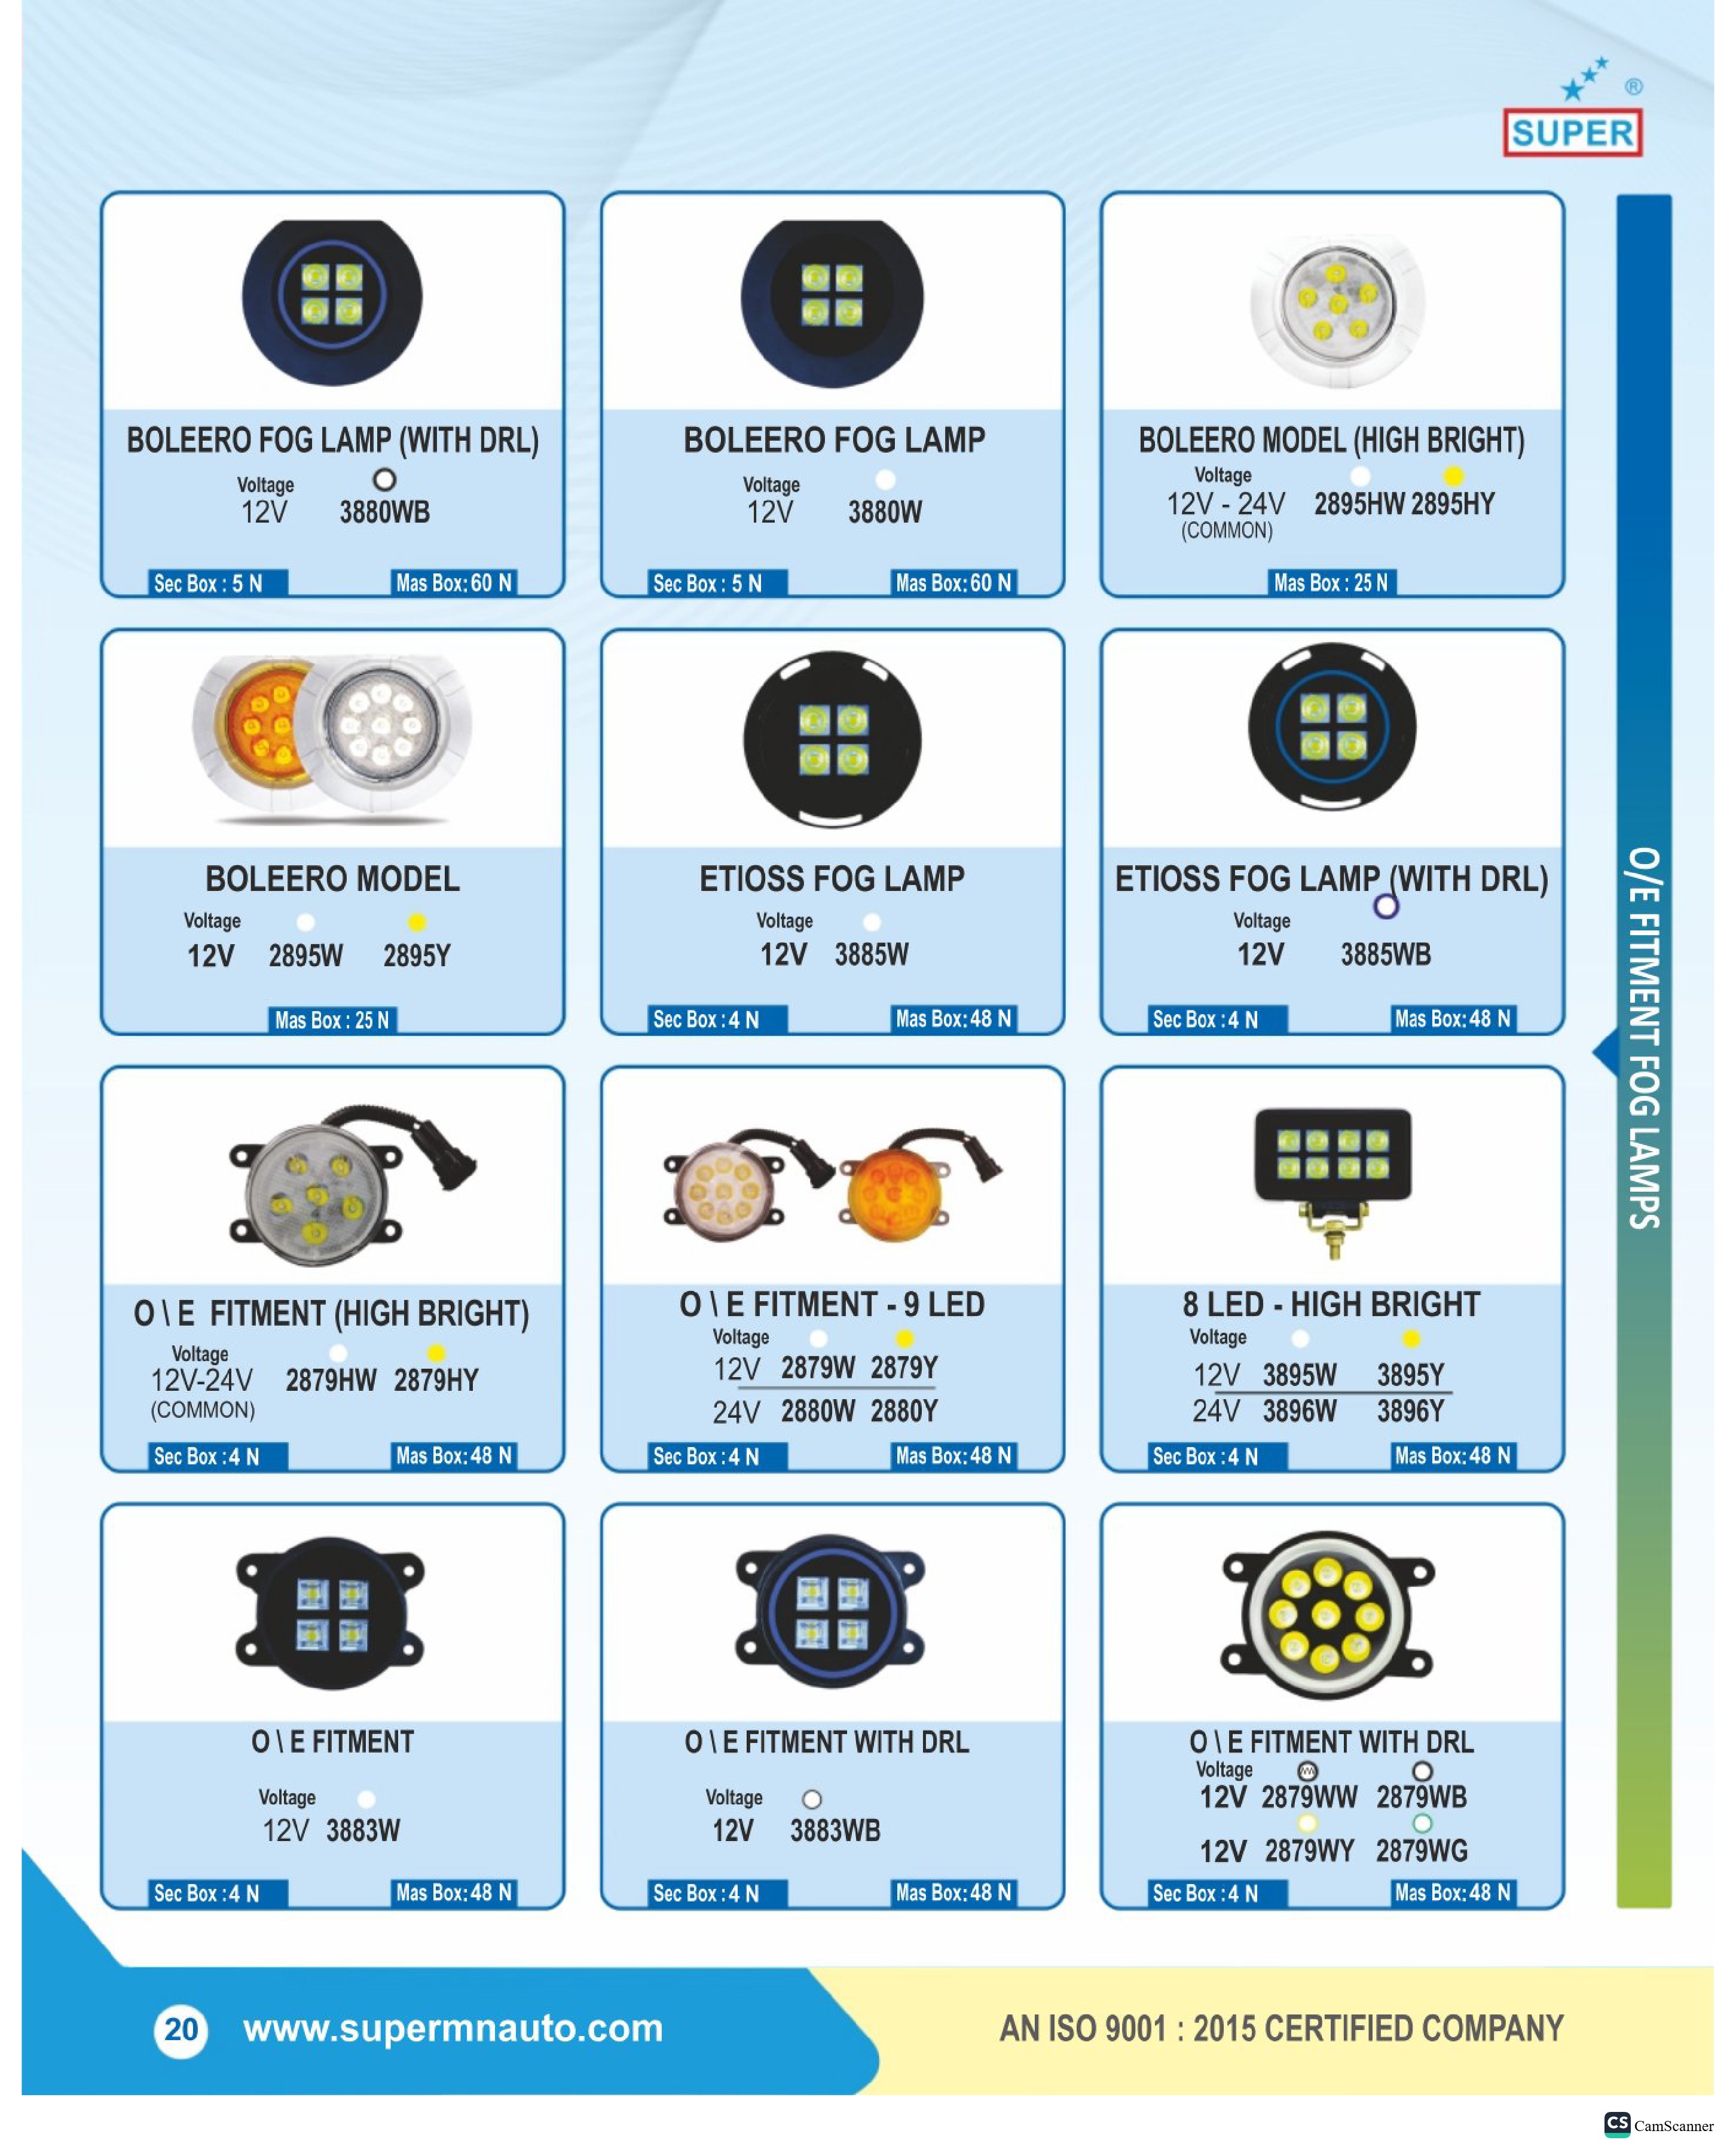 ®
SUPER
BOLEERO FOG LAMP (WITH DRL)
Voltage
12V 3880WB
Sec Box : 5 N Mas Box: 60 N
BOLEERO FOG LAMP
Voltage
12V 3880W
Sec Box : 5 N Mas Box: 60 N
BOLEERO MODEL (HIGH BRIGHT)
Voltage
12V - 24V 2895HW 2895HY
(COMMON)
Mas Box : 25 N
BOLEERO MODEL
Voltage
12V 2895W 2895Y
Mas Box : 25 N
ETIOSS FOG LAMP
Voltage
12V 3885W
Sec Box : 4 N Mas Box: 48 N
ETIOSS FOG LAMP (WITH DRL)
Voltage
12V 3885WB
Sec Box : 4 N Mas Box: 48 N
O \ E FITMENT (HIGH BRIGHT)
Voltage
12V-24V 2879HW 2879HY
(COMMON)
Sec Box : 4 N Mas Box: 48 N
O \ E FITMENT - 9 LED
Voltage
12V 2879W 2879Y
24V 2880W 2880Y
Sec Box : 4 N Mas Box: 48 N
8 LED - HIGH BRIGHT
Voltage
12V 3895W 3895Y
24V 3896W 3896Y
Sec Box : 4 N Mas Box: 48 N
O \ E FITMENT
Voltage
12V 3883W
Sec Box : 4 N Mas Box: 48 N
O \ E FITMENT WITH DRL
Voltage
12V 3883WB
Sec Box : 4 N Mas Box: 48 N
O \ E FITMENT WITH DRL
Voltage
12V 2879WW 2879WB
12V 2879WY 2879WG
Sec Box : 4 N Mas Box: 48 N
O/E FITMENT FOG LAMPS
20 www.supermnauto.com
AN ISO 9001 : 2015 CERTIFIED COMPANY
CS CamScanner